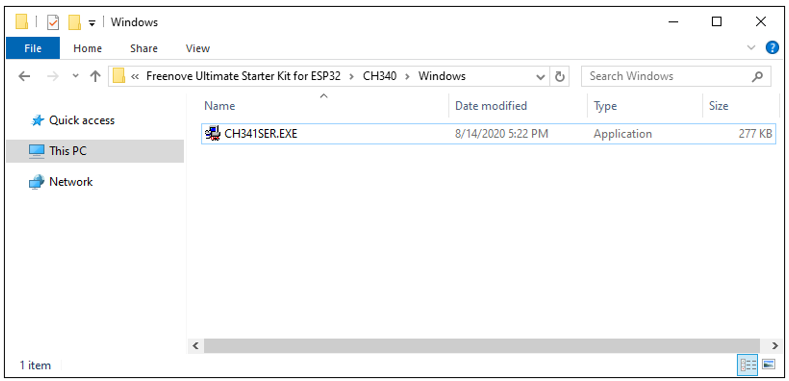 Windows
File Home Share View
« Freenove Ultimate Starter Kit for ESP32 > CH340 > Windows Search Windows
Name Date modified Type Size
Quick access
CH341SER.EXE 8/14/2020 5:22 PM Application 277 KB
This PC
Network
1 item